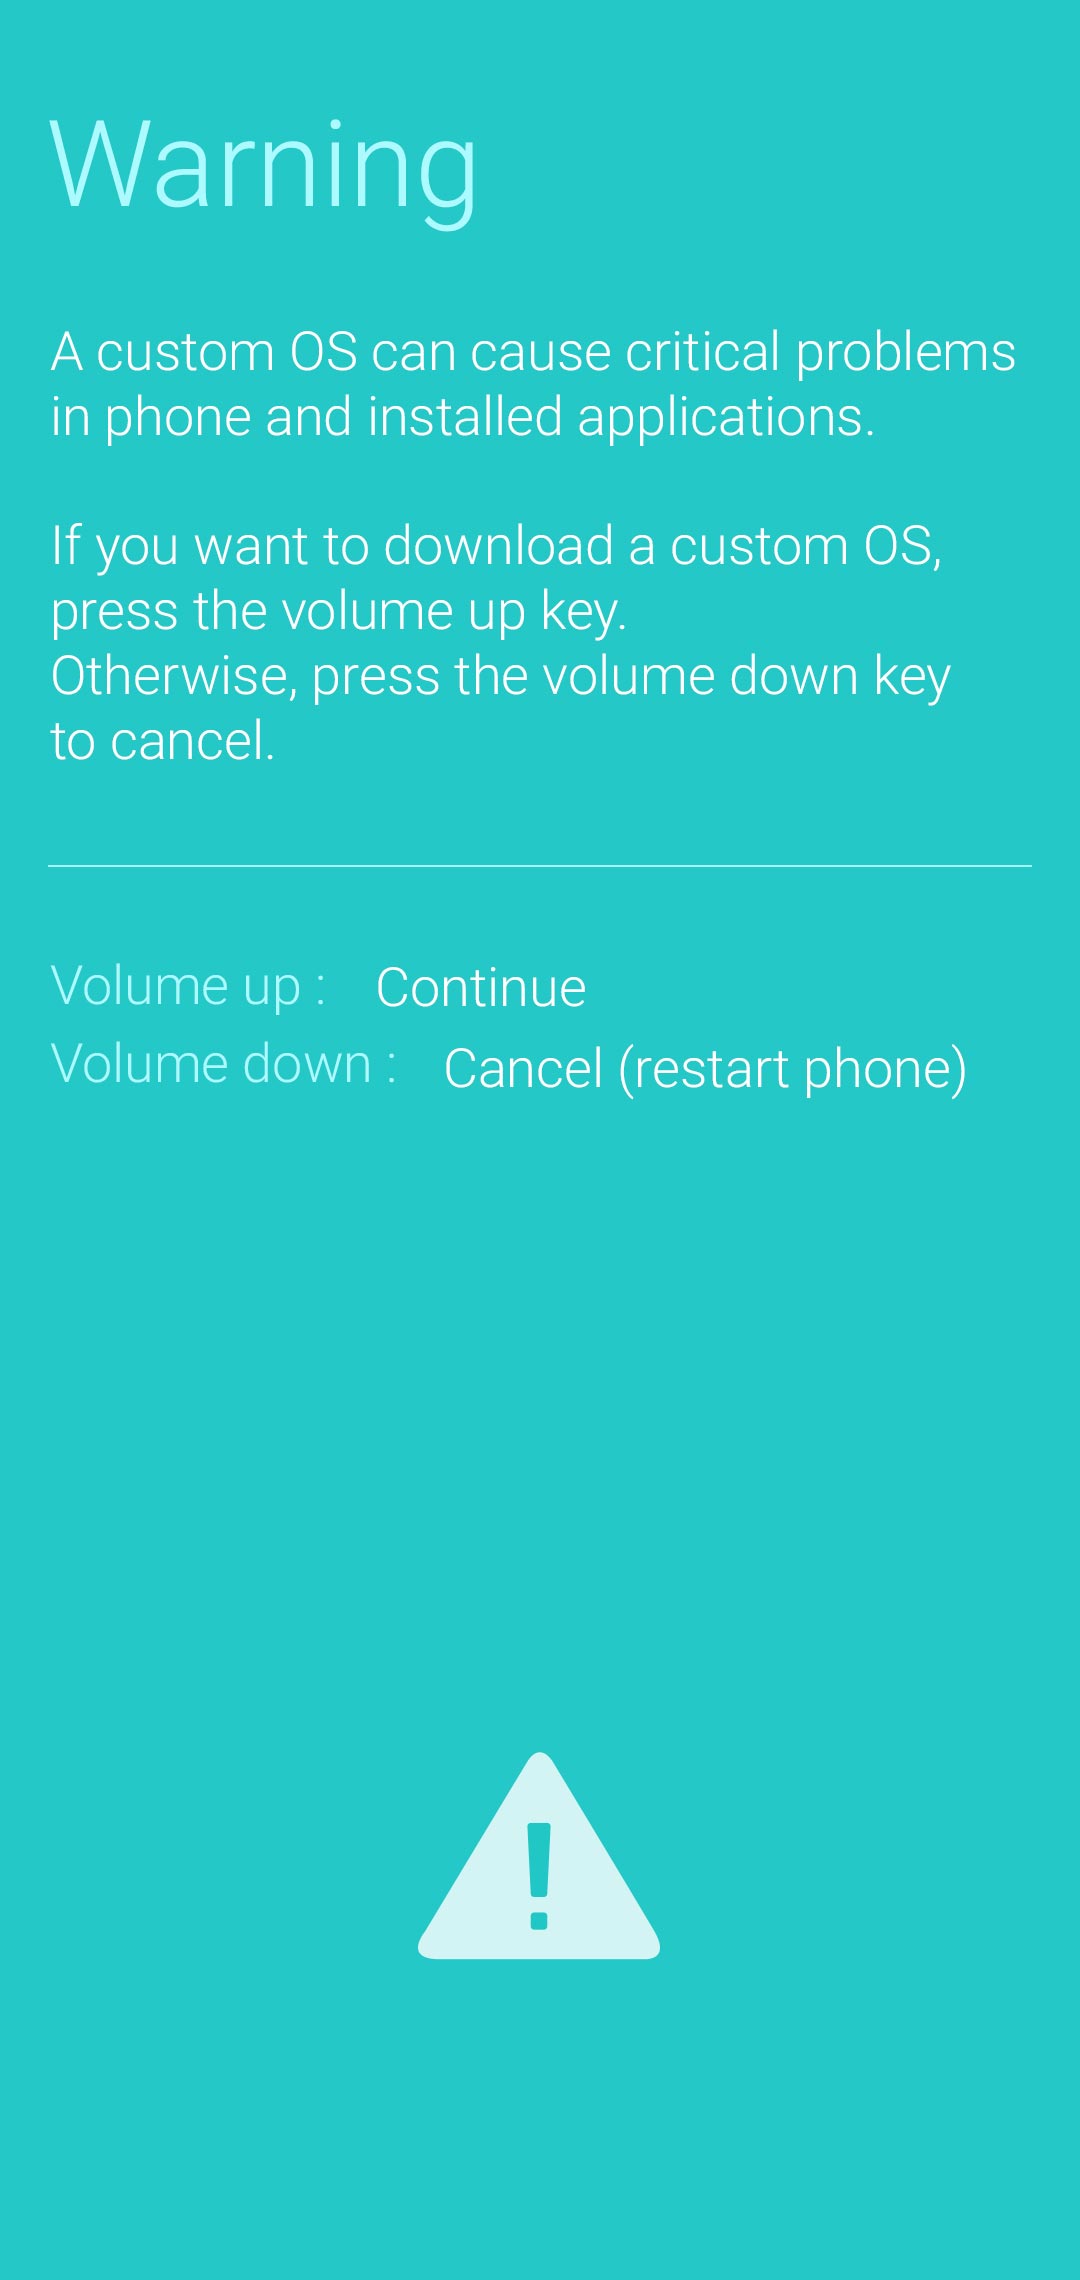 Warning
A custom OS can cause critical problems
in phone and installed applications.
If you want to download a custom OS,
press the volume up key.
Otherwise, press the volume down key
to cancel.
Volume up : Continue
Volume down : Cancel (restart phone)